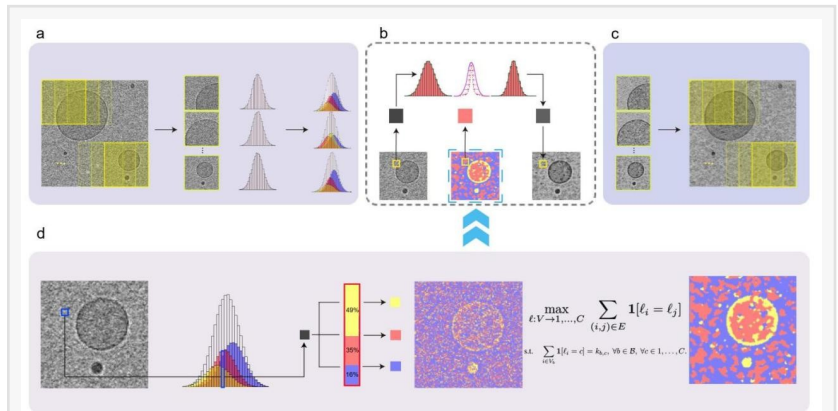 a
b
c
⋮
⋮
d
49%
35%
16%
max Σ 1[ℓi = ℓj]
ℓ:V→1,...,C (i,j)∈E
s.t. Σ 1[ℓi = c] = kb,c, ∀b ∈ B, ∀c ∈ 1, . . . , C.
i∈Vb